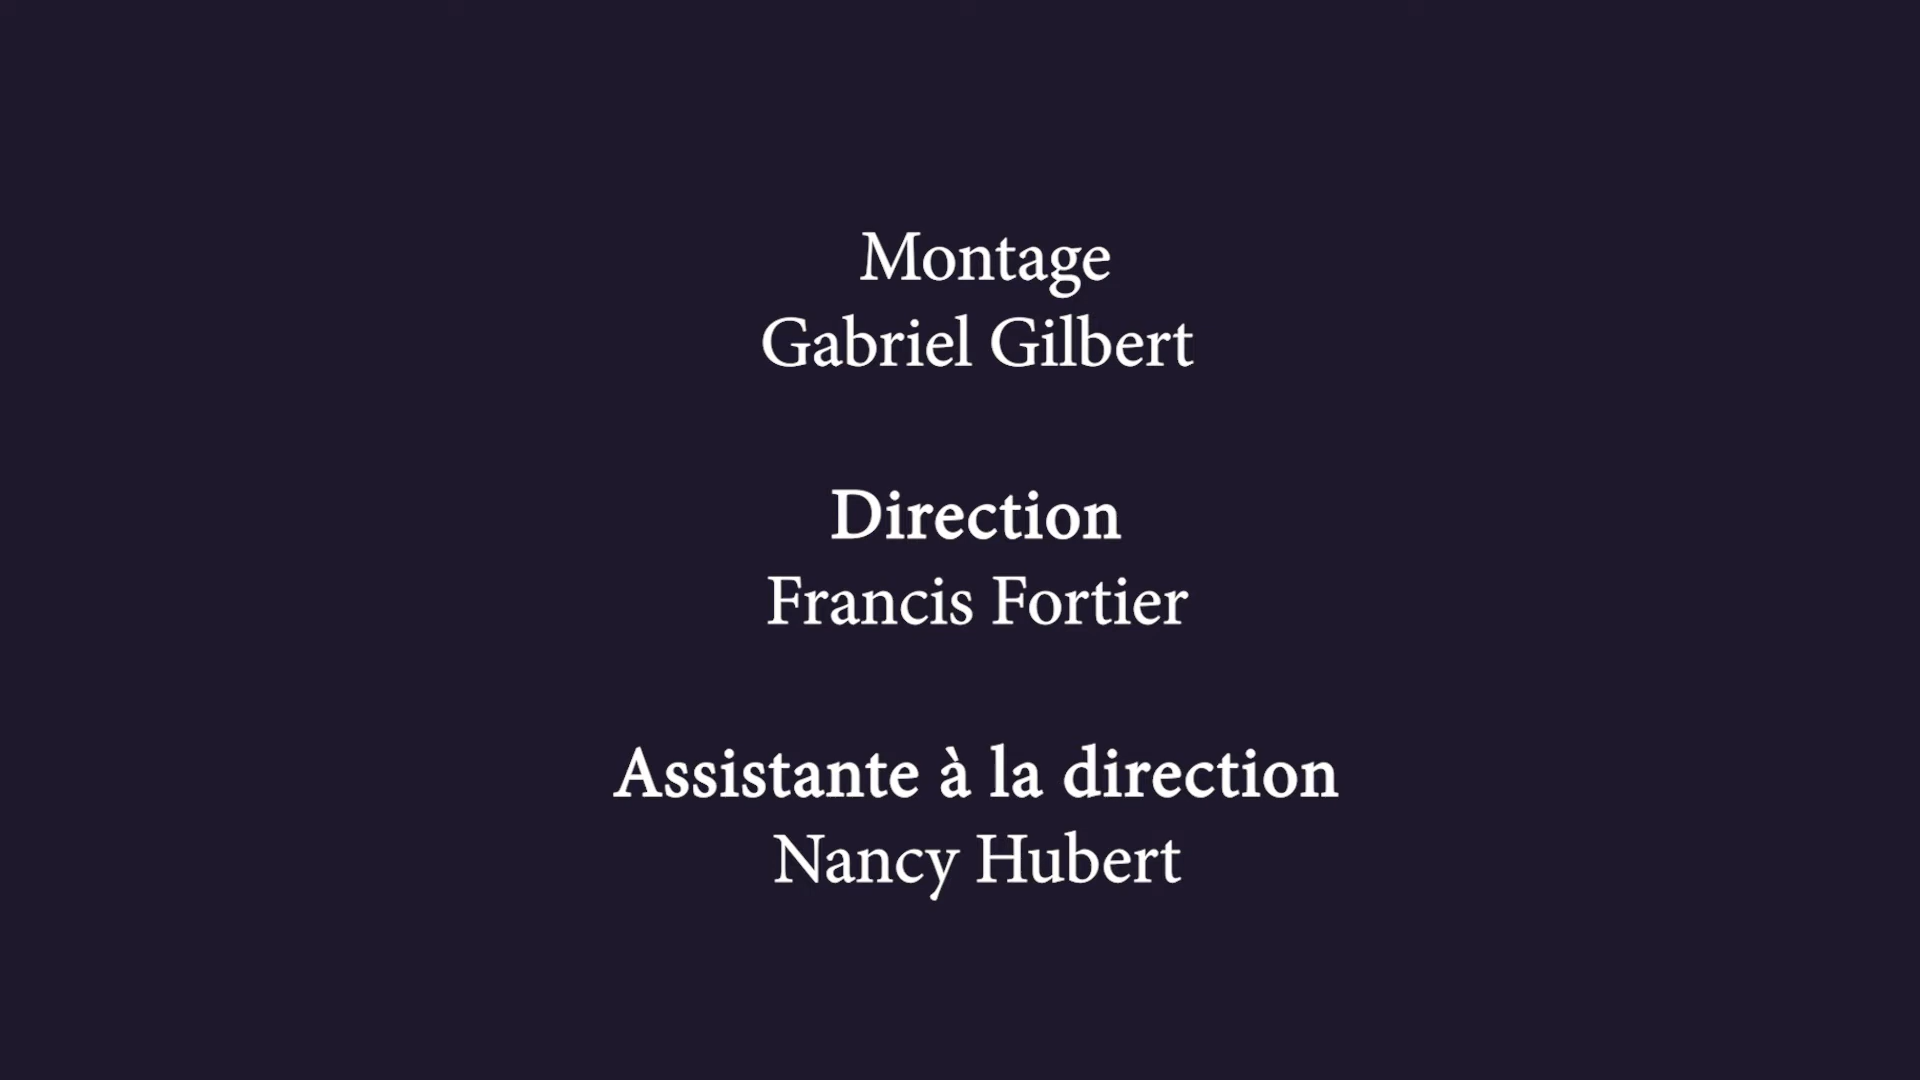 Montage
Gabriel Gilbert
Direction
Francis Fortier
Assistante à la direction
Nancy Hubert